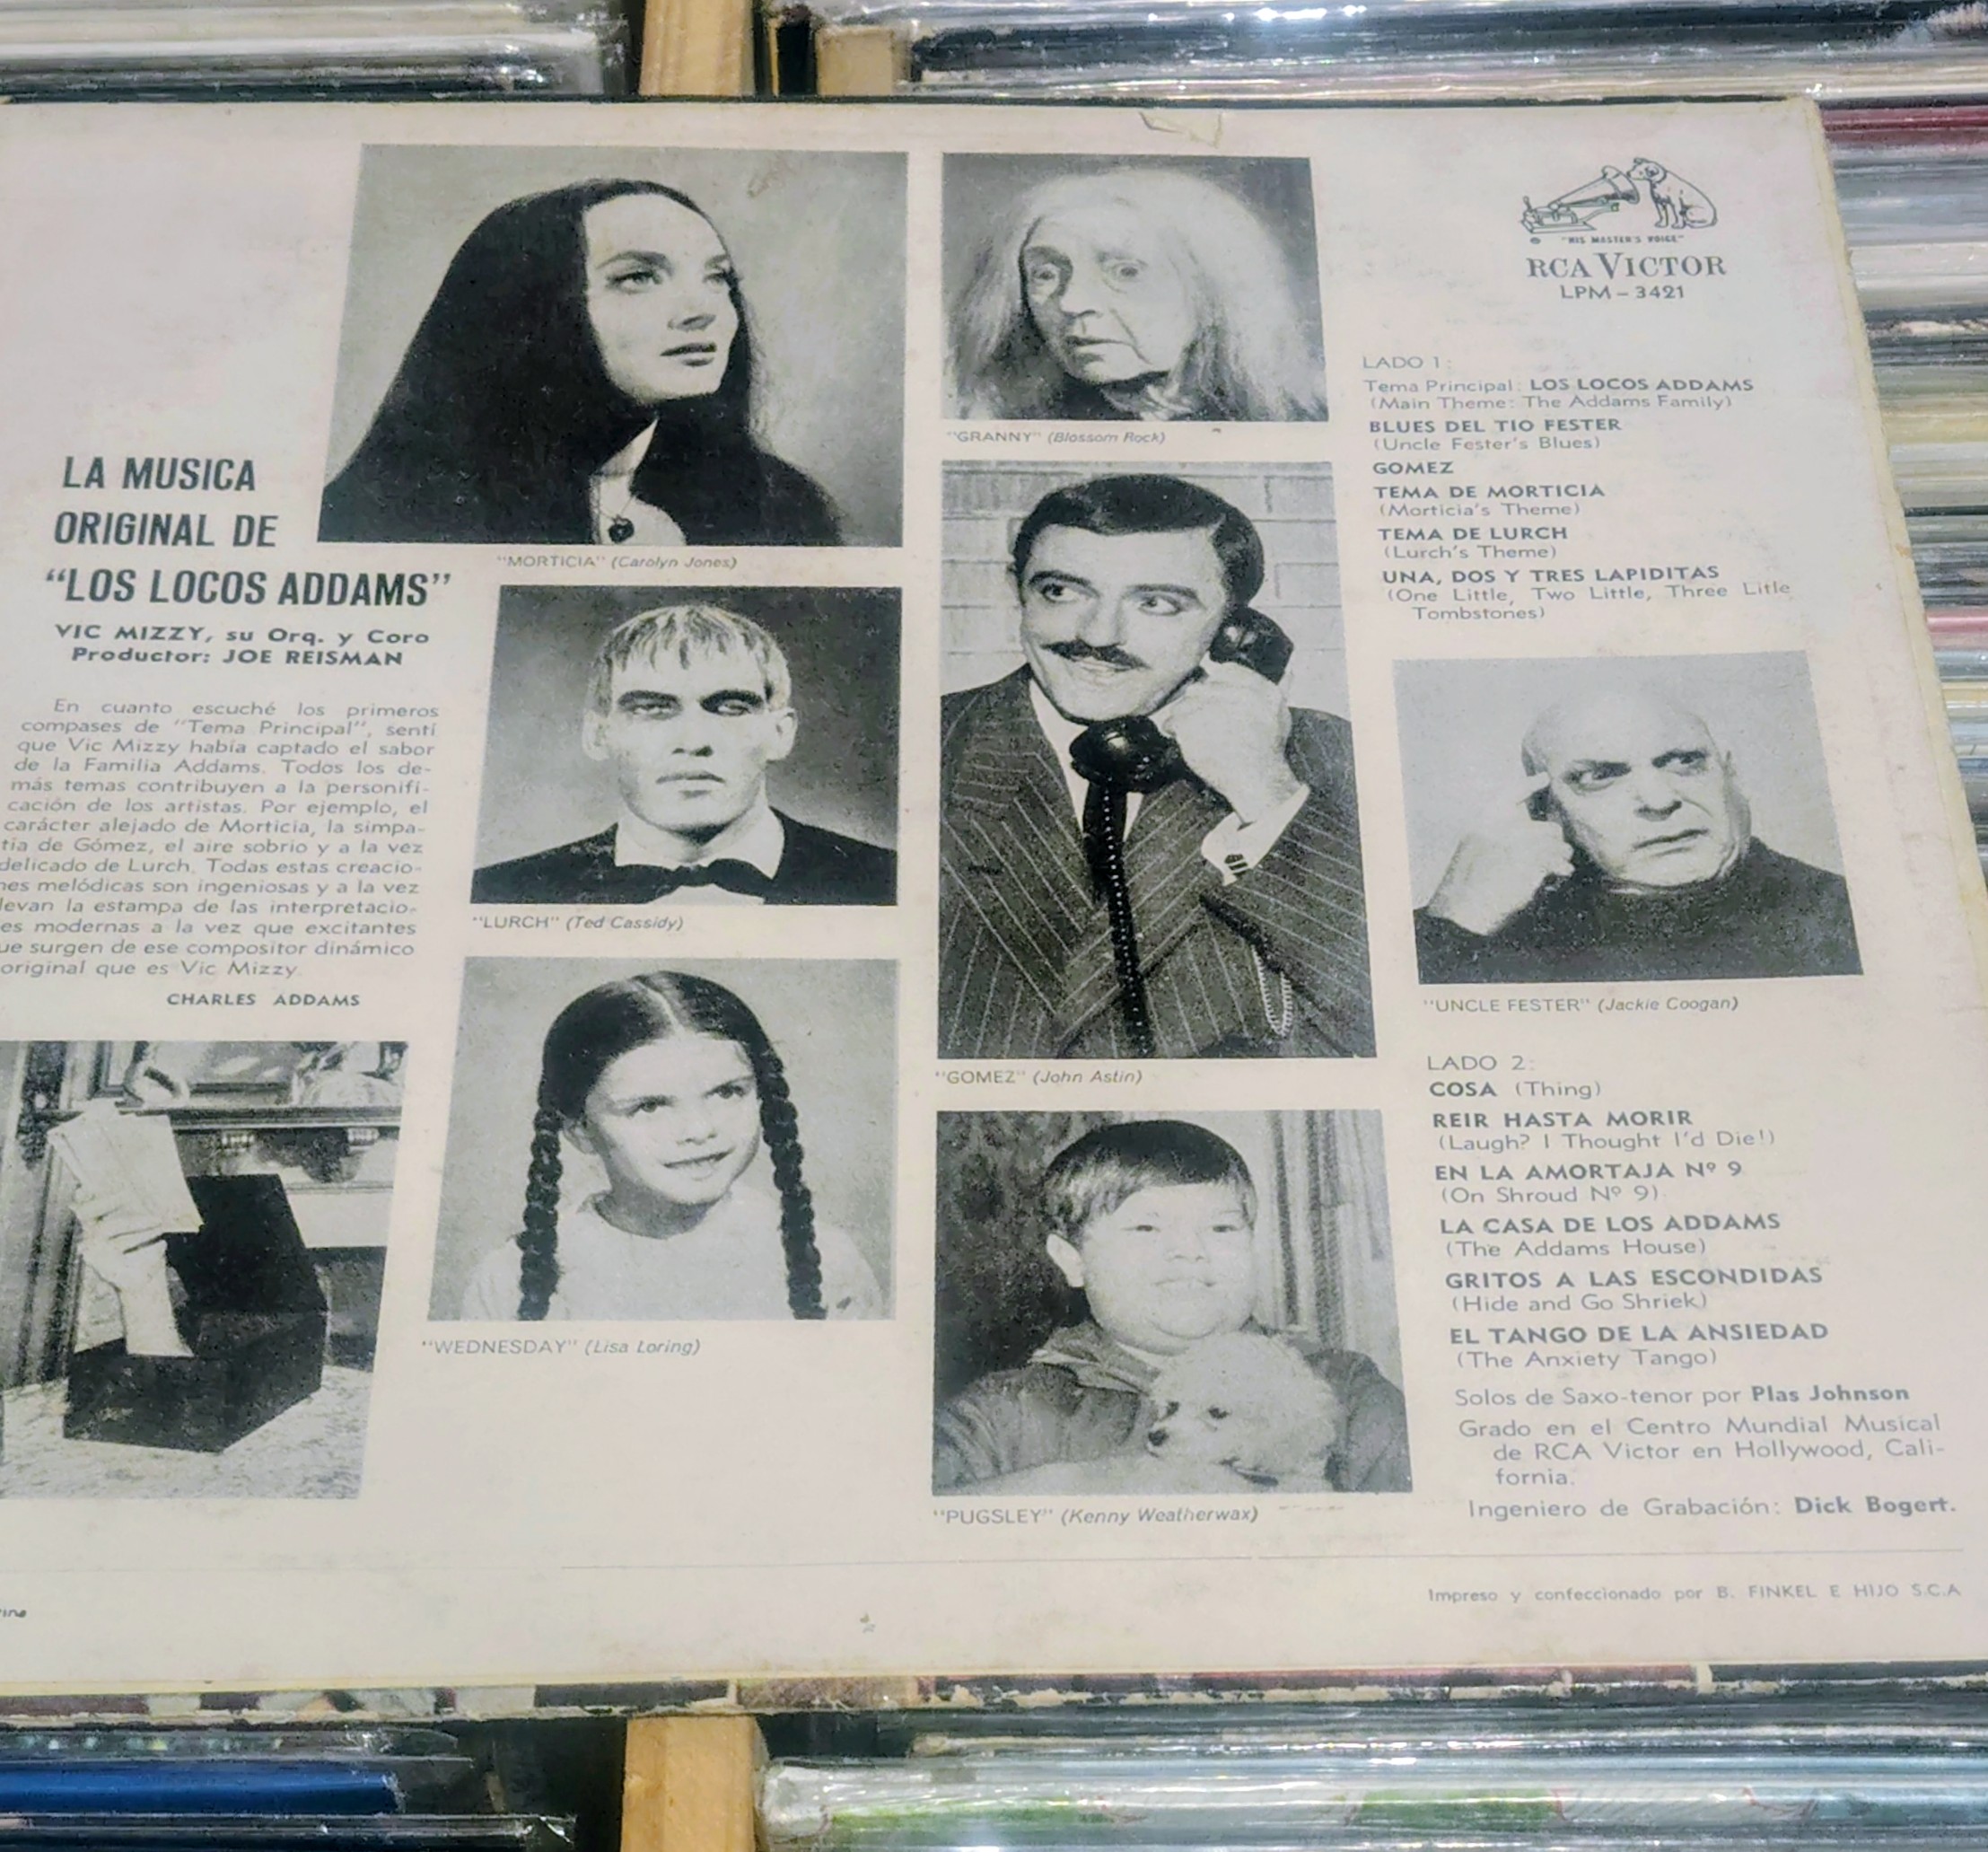 LA MUSICA
ORIGINAL DE
"LOS LOCOS ADDAMS"
VIC MIZZY, su Orq. y Coro
Productor: JOE REISMAN
En cuanto escuché los primeros
compases de "Tema Principal", sentí
que Vic Mizzy había captado el sabor
de la Familia Addams. Todos los de-
más temas contribuyen a la personifi-
cación de los artistas. Por ejemplo, el
carácter alejado de Morticia, la simpa-
tía de Gómez, el aire sobrio y a la vez
delicado de Lurch. Todas estas creacio-
nes melódicas son ingeniosas y a la vez
levan la estampa de las interpretacio-
es modernas a la vez que excitantes
ue surgen de ese compositor dinámico
original que es Vic Mizzy.
CHARLES ADDAMS
"MORTICIA" (Carolyn Jones)
"LURCH" (Ted Cassidy)
"WEDNESDAY" (Lisa Loring)
"GRANNY" (Blossom Rock)
"GOMEZ" (John Astin)
"PUGSLEY" (Kenny Weatherwax)
"HIS MASTER'S VOICE"
RCA VICTOR
LPM - 3421
LADO 1:
Tema Principal: LOS LOCOS ADDAMS
(Main Theme: The Addams Family)
BLUES DEL TIO FESTER
(Uncle Fester's Blues)
GOMEZ
TEMA DE MORTICIA
(Morticia's Theme)
TEMA DE LURCH
(Lurch's Theme)
UNA, DOS Y TRES LAPIDITAS
(One Little, Two Little, Three Litle
Tombstones)
"UNCLE FESTER" (Jackie Coogan)
LADO 2:
COSA (Thing)
REIR HASTA MORIR
(Laugh? I Thought I'd Die!)
EN LA AMORTAJA Nº 9
(On Shroud Nº 9)
LA CASA DE LOS ADDAMS
(The Addams House)
GRITOS A LAS ESCONDIDAS
(Hide and Go Shriek)
EL TANGO DE LA ANSIEDAD
(The Anxiety Tango)
Solos de Saxo-tenor por Plas Johnson
Grado en el Centro Mundial Musical
de RCA Victor en Hollywood, Cali-
fornia.
Ingeniero de Grabación: Dick Bogert.
Impreso y confeccionado por B. FINKEL E HIJO S.C.A